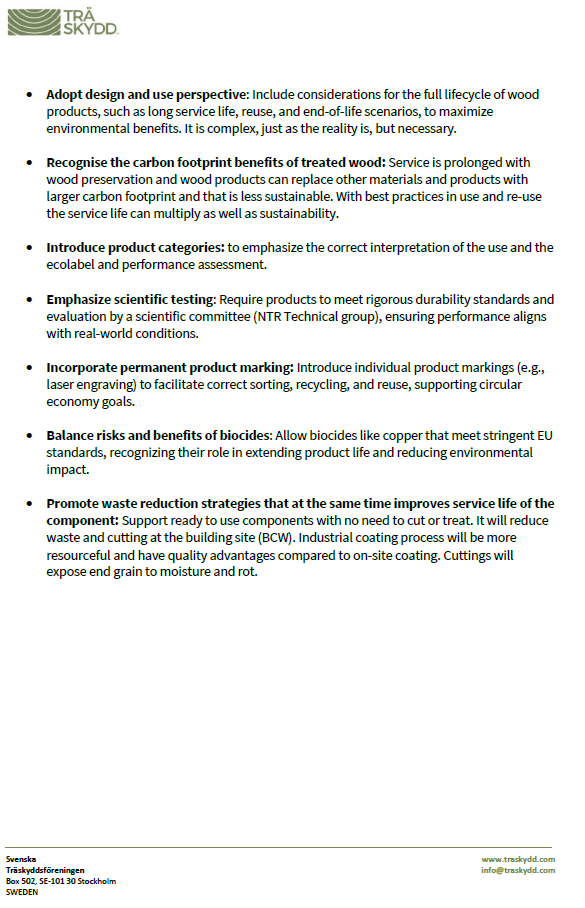 TRÄ
SKYDD.
• Adopt design and use perspective: Include considerations for the full lifecycle of wood
products, such as long service life, reuse, and end-of-life scenarios, to maximize
environmental benefits. It is complex, just as the reality is, but necessary.
• Recognise the carbon footprint benefits of treated wood: Service is prolonged with
wood preservation and wood products can replace other materials and products with
larger carbon footprint and that is less sustainable. With best practices in use and re-use
the service life can multiply as well as sustainability.
• Introduce product categories: to emphasize the correct interpretation of the use and the
ecolabel and performance assessment.
• Emphasize scientific testing: Require products to meet rigorous durability standards and
evaluation by a scientific committee (NTR Technical group), ensuring performance aligns
with real-world conditions.
• Incorporate permanent product marking: Introduce individual product markings (e.g.,
laser engraving) to facilitate correct sorting, recycling, and reuse, supporting circular
economy goals.
• Balance risks and benefits of biocides: Allow biocides like copper that meet stringent EU
standards, recognizing their role in extending product life and reducing environmental
impact.
• Promote waste reduction strategies that at the same time improves service life of the
component: Support ready to use components with no need to cut or treat. It will reduce
waste and cutting at the building site (BCW). Industrial coating process will be more
resourceful and have quality advantages compared to on-site coating. Cuttings will
expose end grain to moisture and rot.
Svenska
Träskyddsföreningen
Box 502, SE-101 30 Stockholm
SWEDEN
www.traskydd.com
info@traskydd.com